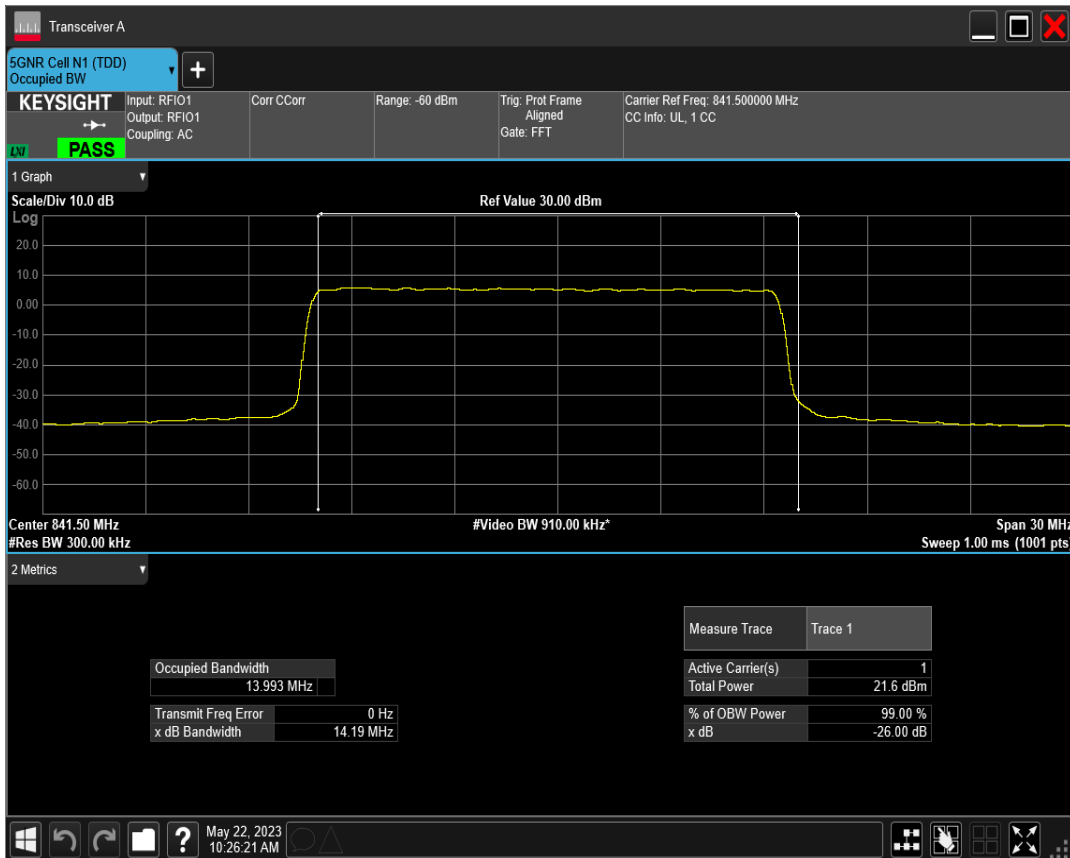 Transceiver A
5GNR Cell N1 (TDD)
Occupied BW
+
KEYSIGHT
LXI
PASS
Input: RFIO1
Output: RFIO1
Coupling: AC
Corr CCorr
Range: -60 dBm
Trig: Prot Frame
Aligned
Gate: FFT
Carrier Ref Freq: 841.500000 MHz
CC Info: UL, 1 CC
1 Graph
Scale/Div 10.0 dB
Ref Value 30.00 dBm
Log
20.0
10.0
0.00
-10.0
-20.0
-30.0
-40.0
-50.0
-60.0
Center 841.50 MHz
#Video BW 910.00 kHz*
Span 30 MHz
#Res BW 300.00 kHz
Sweep 1.00 ms (1001 pts)
2 Metrics
Measure Trace Trace 1
Occupied Bandwidth
13.993 MHz
Active Carrier(s) 1
Total Power 21.6 dBm
Transmit Freq Error 0 Hz
x dB Bandwidth 14.19 MHz
% of OBW Power 99.00 %
x dB -26.00 dB
?
May 22, 2023
10:26:21 AM